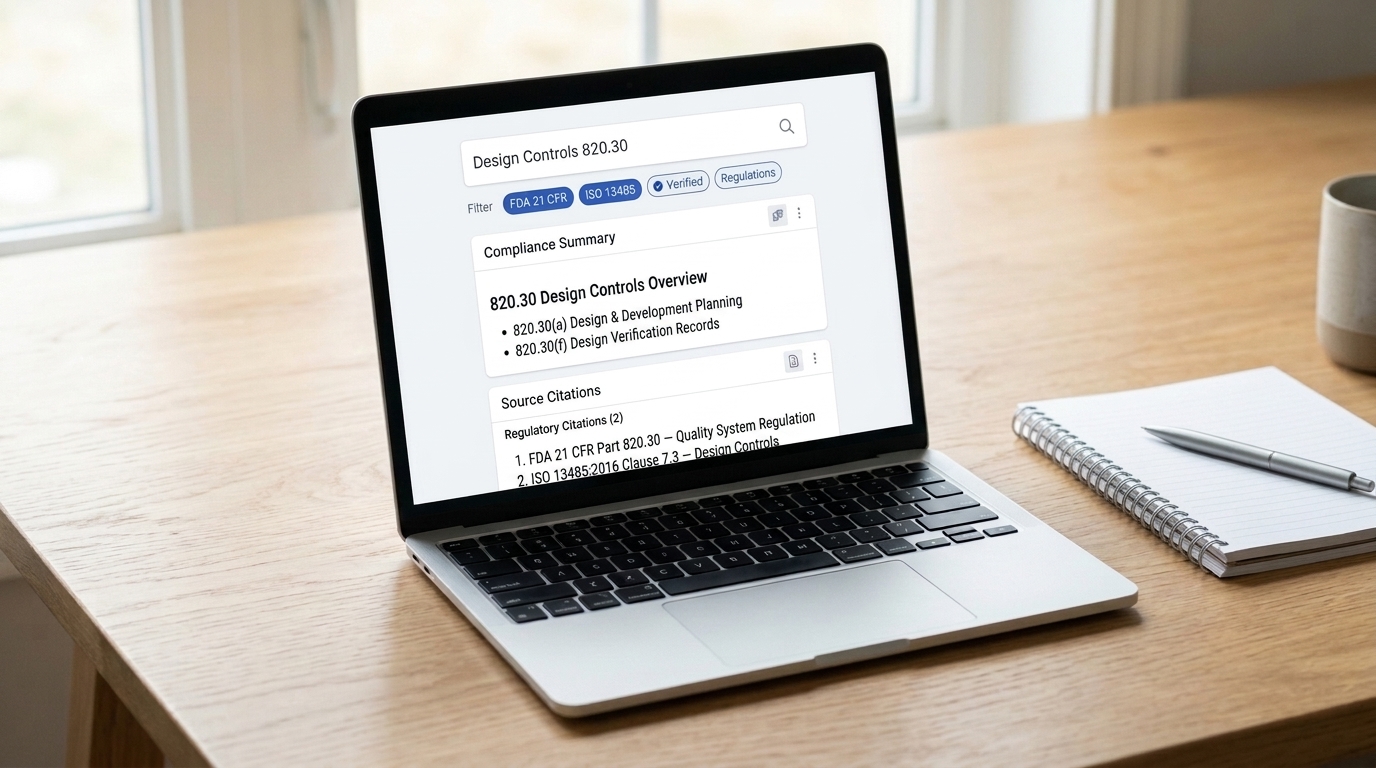 Design Controls 820.30
Filter FDA 21 CFR ISO 13485 Verified Regulations
Compliance Summary
820.30 Design Controls Overview
• 820.30(a) Design & Development Planning
• 820.30(f) Design Verification Records
Source Citations
Regulatory Citations (2)
1. FDA 21 CFR Part 820.30 — Quality System Regulation
2. ISO 13485:2016 Clause 7.3 — Design Controls